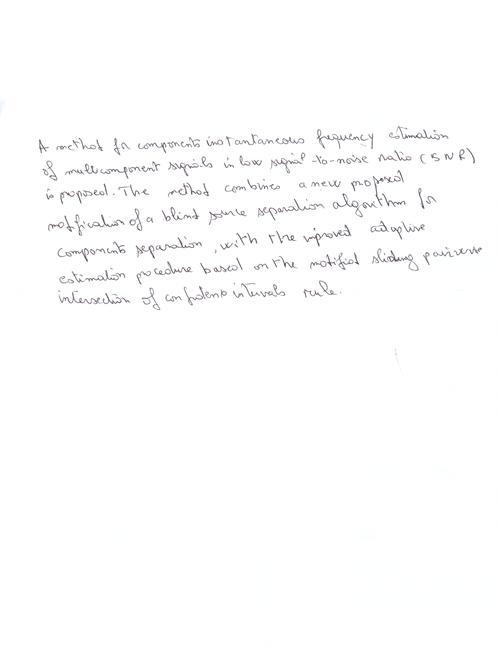 A method for components instantaneous frequency estimation
of multicomponent signals in low signal-to-noise ratio (SNR)
is proposed. The method combines a new proposed
modification of a blind source separation algorithm for
components separation, with the improved adaptive
estimation procedure based on the modified sliding pairwise
intersection of confidence intervals rule.